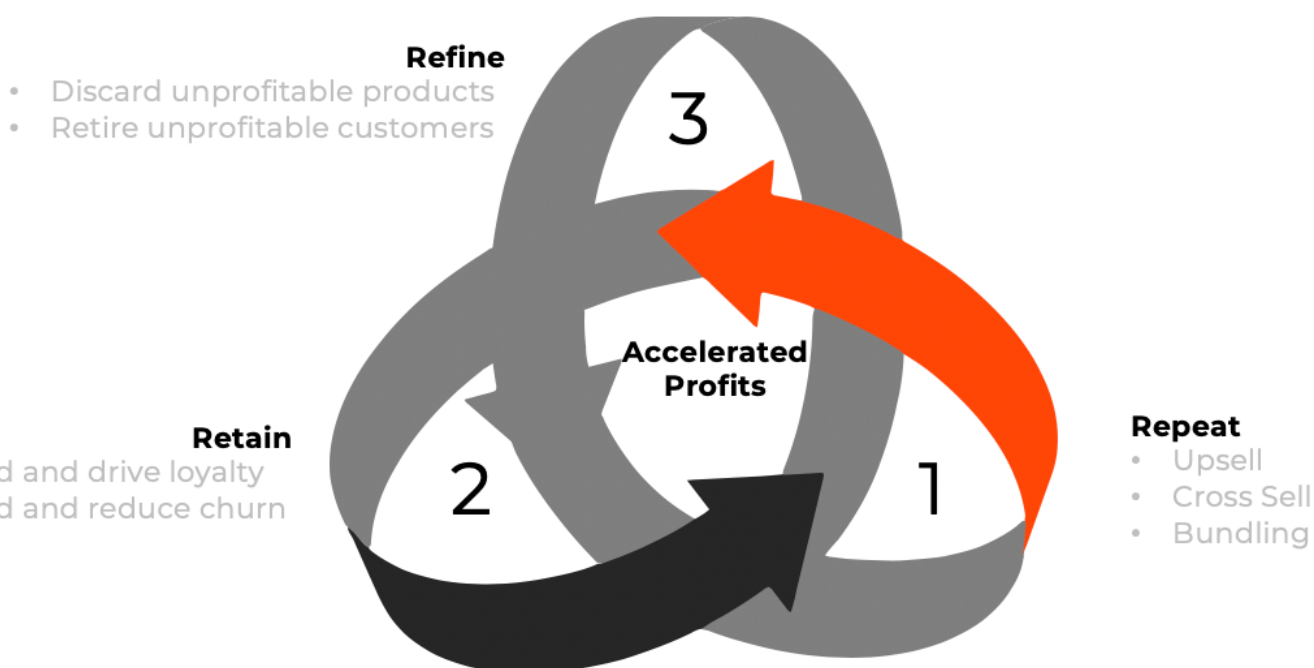 Refine
• Discard unprofitable products
• Retire unprofitable customers
3
Accelerated
Profits
Retain
and drive loyalty
and reduce churn
2
1
Repeat
• Upsell
• Cross Sell
• Bundling